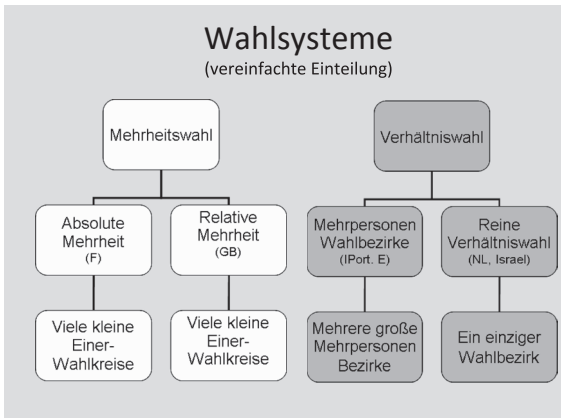 Wahlsysteme
(vereinfachte Einteilung)
Mehrheitswahl
Verhältniswahl
Absolute
Mehrheit
(F)
Relative
Mehrheit
(GB)
Mehrpersonen
Wahlbezirke
(IPort. E)
Reine
Verhältniswahl
(NL, Israel)
Viele kleine
Einer-
Wahlkreise
Viele kleine
Einer-
Wahlkreise
Mehrere große
Mehrpersonen
Bezirke
Ein einziger
Wahlbezirk